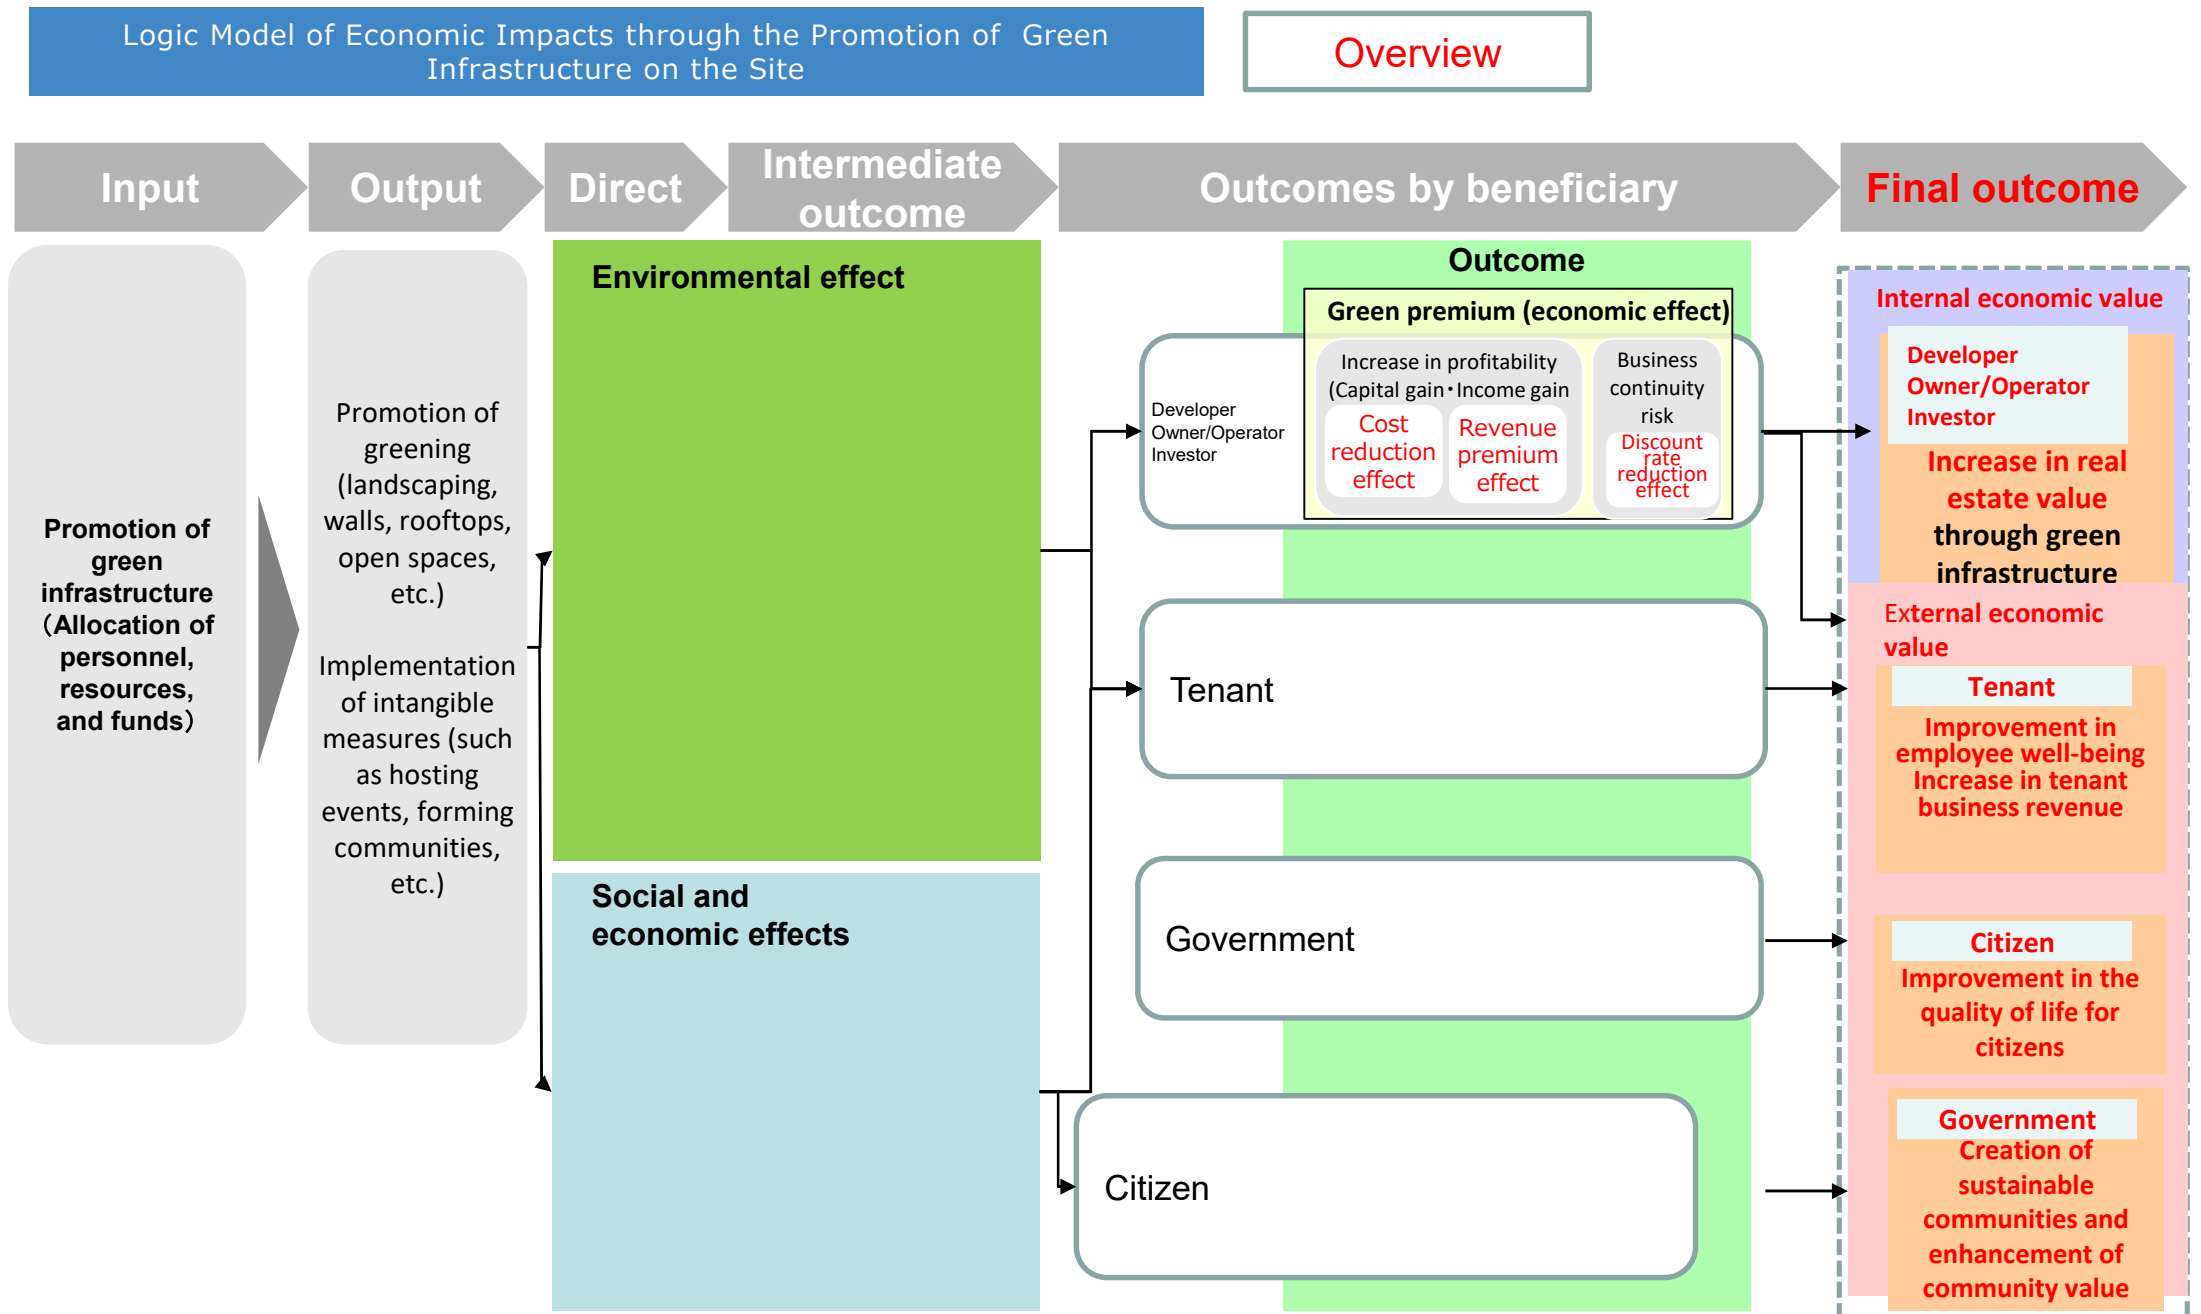 Logic Model of Economic Impacts through the Promotion of  Green
Infrastructure on the Site
Overview
Input
Output
Direct
Intermediate
outcome
Outcomes by beneficiary
Final outcome
Promotion of
green
infrastructure
（Allocation of
personnel,
resources,
and funds）
Promotion of
greening
(landscaping,
walls, rooftops,
open spaces,
etc.)
Implementation
of intangible
measures (such
as hosting
events, forming
communities,
etc.)
Environmental effect
Social and
economic effects
Outcome
Green premium (economic effect)
Developer
Owner/Operator
Investor
Increase in profitability
(Capital gain・Income gain
Cost
reduction
effect
Revenue
premium
effect
Business
continuity
risk
Discount
rate
reduction
effect
Tenant
Government
Citizen
Internal economic value
Developer
Owner/Operator
Investor
Increase in real
estate value
through green
infrastructure
External economic
value
Tenant
Improvement in
employee well-being
Increase in tenant
business revenue
Citizen
Improvement in the
quality of life for
citizens
Government
Creation of
sustainable
communities and
enhancement of
community value